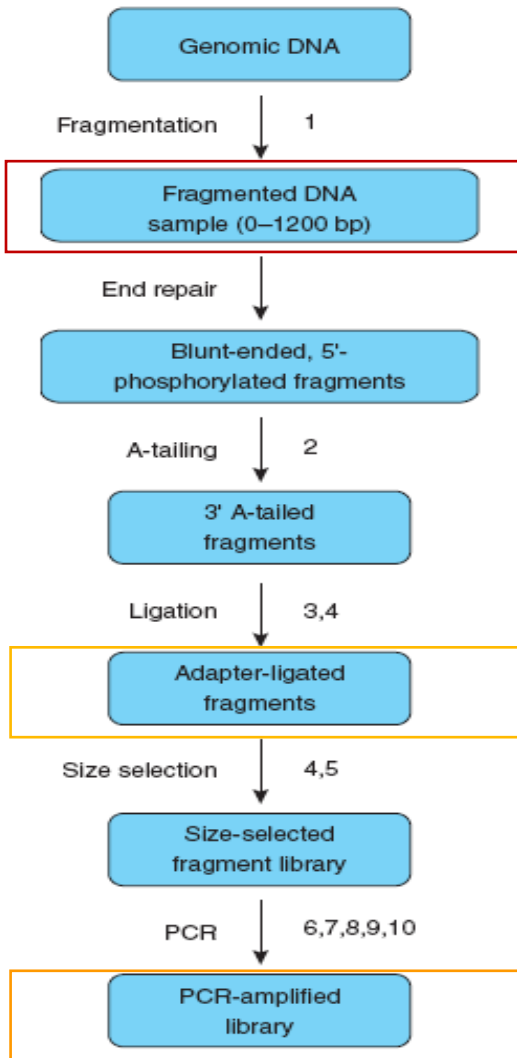 Genomic DNA
Fragmentation 1
Fragmented DNA
sample (0–1200 bp)
End repair
Blunt-ended, 5'-
phosphorylated fragments
A-tailing 2
3' A-tailed
fragments
Ligation 3,4
Adapter-ligated
fragments
Size selection 4,5
Size-selected
fragment library
PCR 6,7,8,9,10
PCR-amplified
library